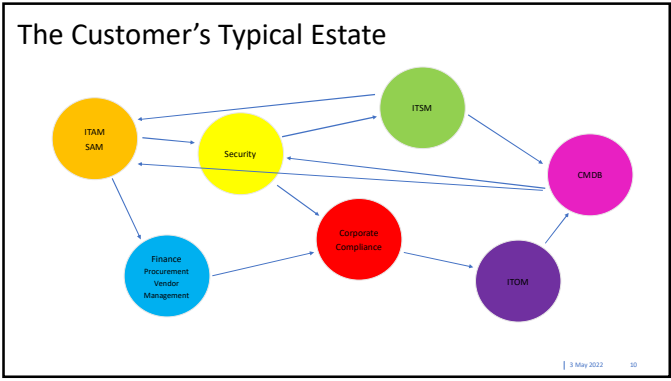 The Customer's Typical Estate
ITSM
ITAM
SAM
Security
CMDB
Corporate
Compliance
Finance
Procurement
Vendor
Management
ITOM
3 May 2022
10